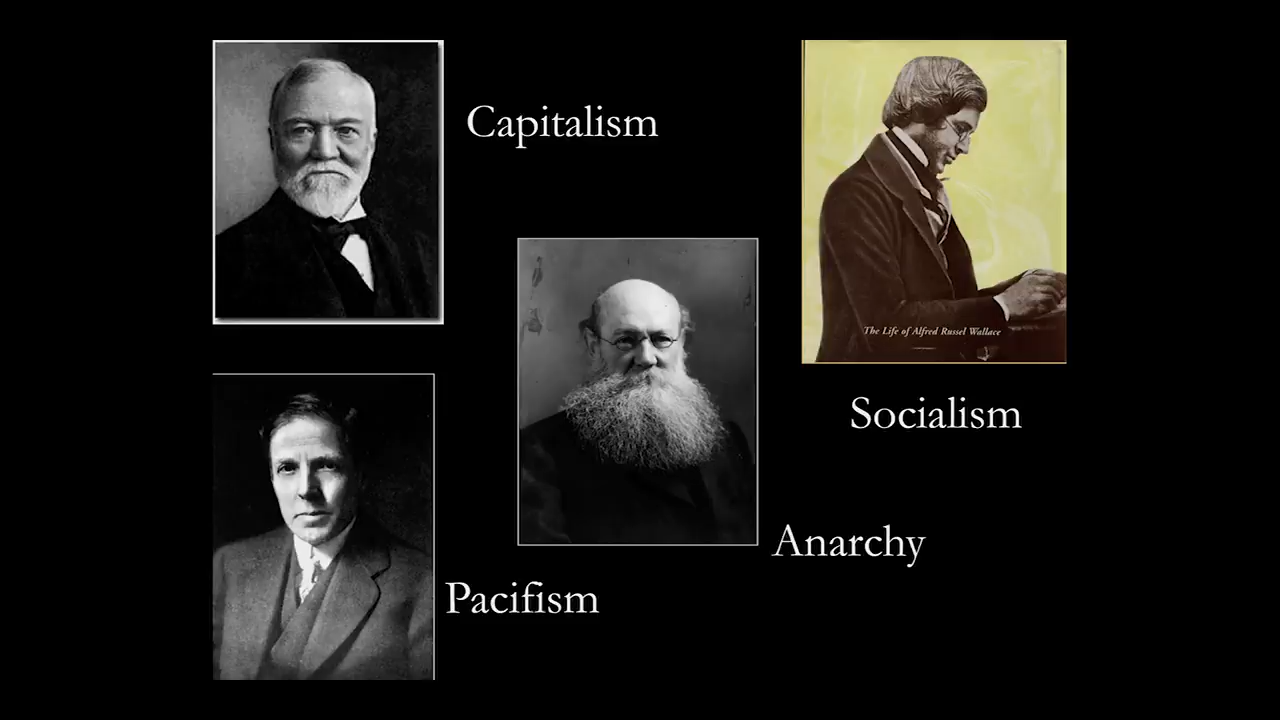 Capitalism
The Life of Alfred Russel Wallace
Socialism
Anarchy
Pacifism